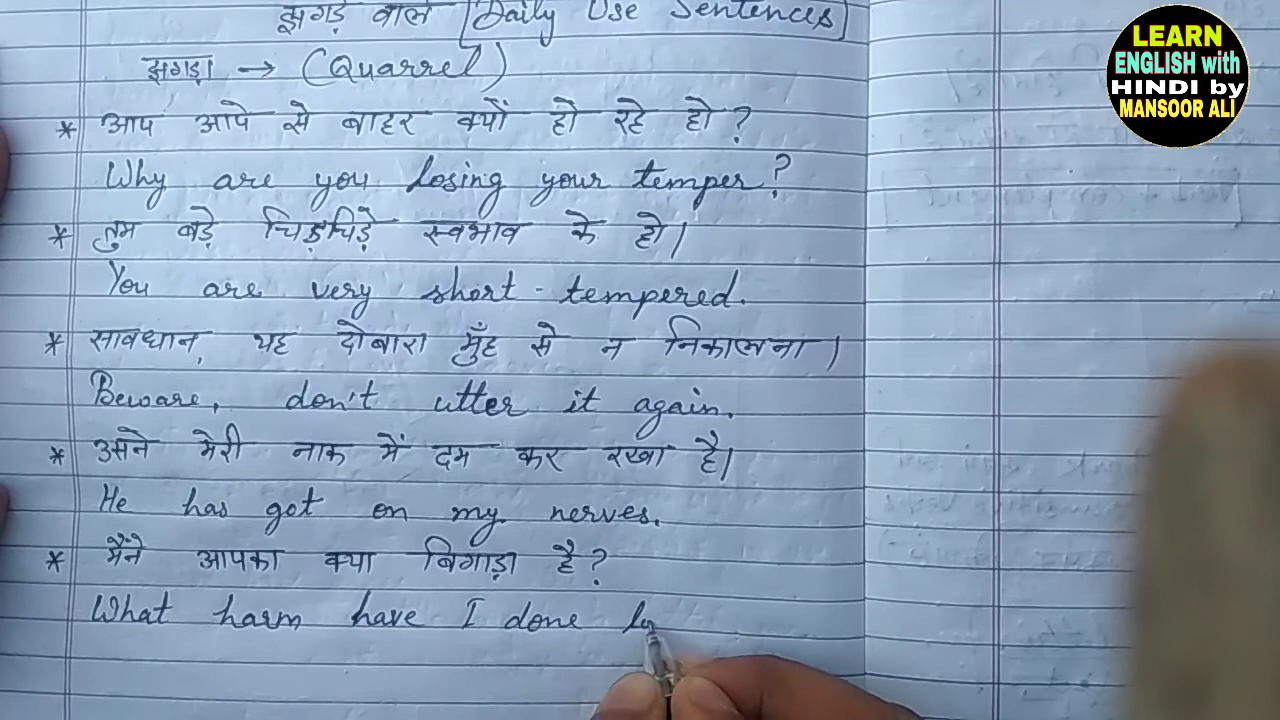 झगड़े वाले [Daily Use Sentences]
झगड़ा → (Quarrel)
* आप आपे से बाहर क्यों हो रहे हो?
Why are you losing your temper?
* तुम बड़े चिड़चिड़े स्वभाव के हो।
You are very short-tempered.
* सावधान, यह दोबारा मुँह से न निकालना।
Beware, don't utter it again.
* उसने मेरी नाक में दम कर रखा है।
He has got on my nerves.
* मैंने आपका क्या बिगाड़ा है?
What harm have I done
LEARN
ENGLISH with
HINDI by
MANSOOR ALI